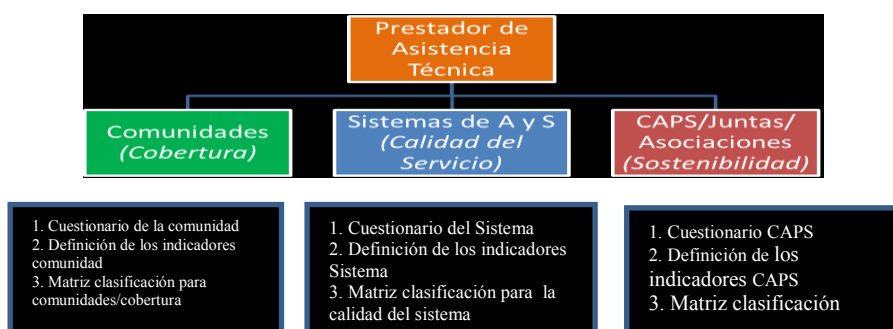 Prestador de
Asistencia
Técnica
Comunidades
(Cobertura)
Sistemas de A y S
(Calidad del
Servicio)
CAPS/Juntas/
Asociaciones
(Sostenibilidad)
1. Cuestionario de la comunidad
2. Definición de los indicadores
comunidad
3. Matriz clasificación para
comunidades/cobertura
1. Cuestionario del Sistema
2. Definición de los indicadores
Sistema
3. Matriz clasificación para la
calidad del sistema
1. Cuestionario CAPS
2. Definición de los
indicadores CAPS
3. Matriz clasificación